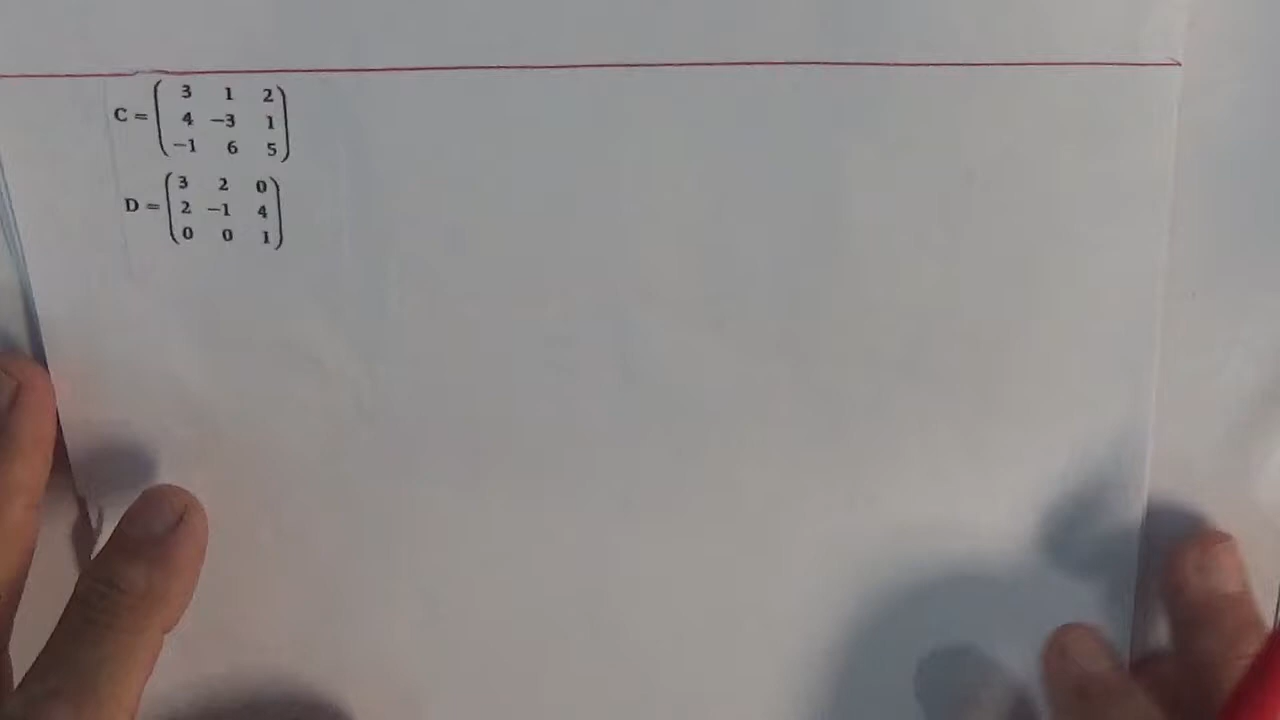 C = ( 3 1 2
4 −3 1
−1 6 5 )
D = ( 3 2 0
2 −1 4
0 0 1 )